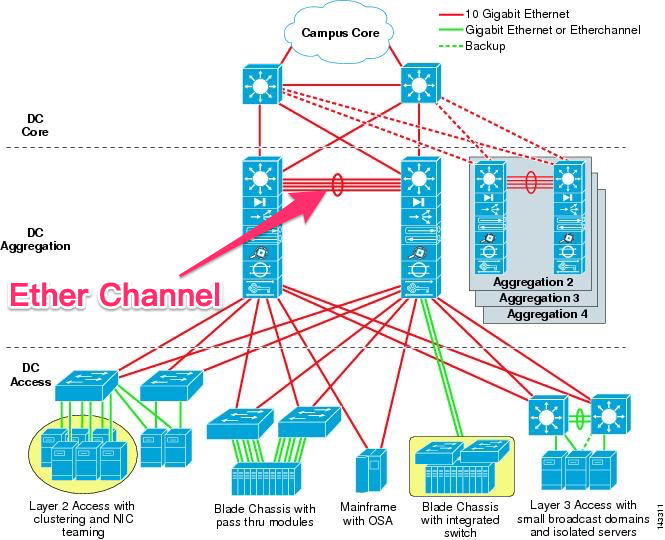 Campus Core
10 Gigabit Ethernet
Gigabit Ethernet or Etherchannel
Backup
DC
Core
DC
Aggregation
Ether Channel
Aggregation 2
Aggregation 3
Aggregation 4
DC
Access
Layer 2 Access with
clustering and NIC
teaming
Blade Chassis with
pass thru modules
Mainframe
with OSA
Blade Chassis
with integrated
switch
Layer 3 Access with
small broadcast domains
and isolated servers